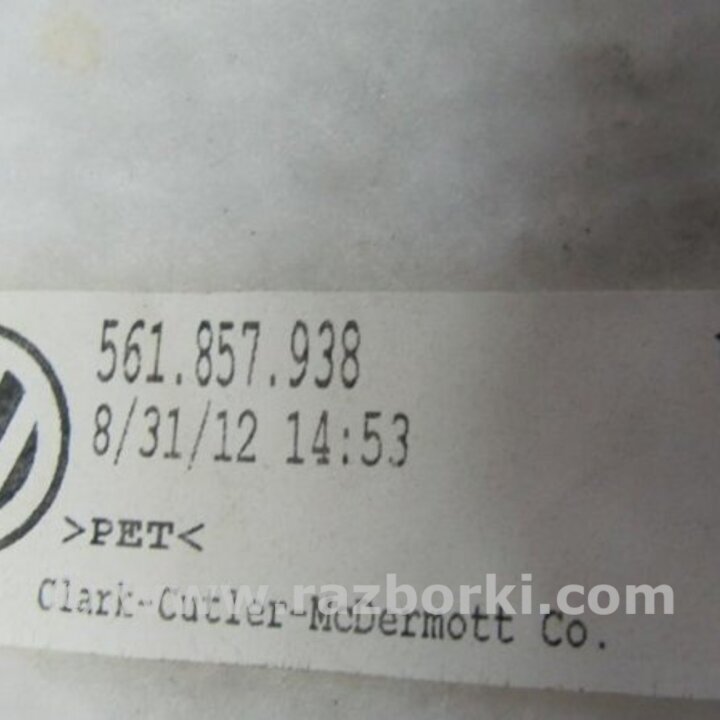 561.857.938
8/31/12 14:53
>PET<
Clark-Cutler-McDermott Co.
www.razborki.com